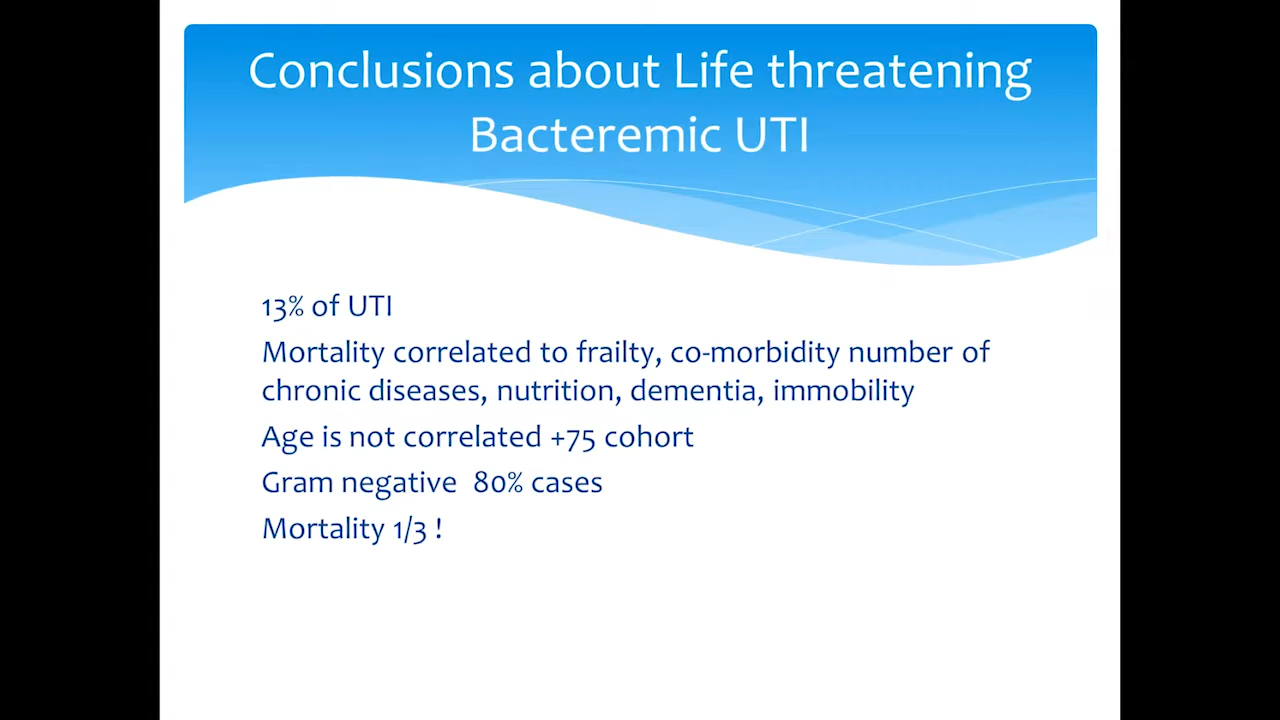 Conclusions about Life threatening
Bacteremic UTI
13% of UTI
Mortality correlated to frailty, co-morbidity number of
chronic diseases, nutrition, dementia, immobility
Age is not correlated +75 cohort
Gram negative  80% cases
Mortality 1/3 !